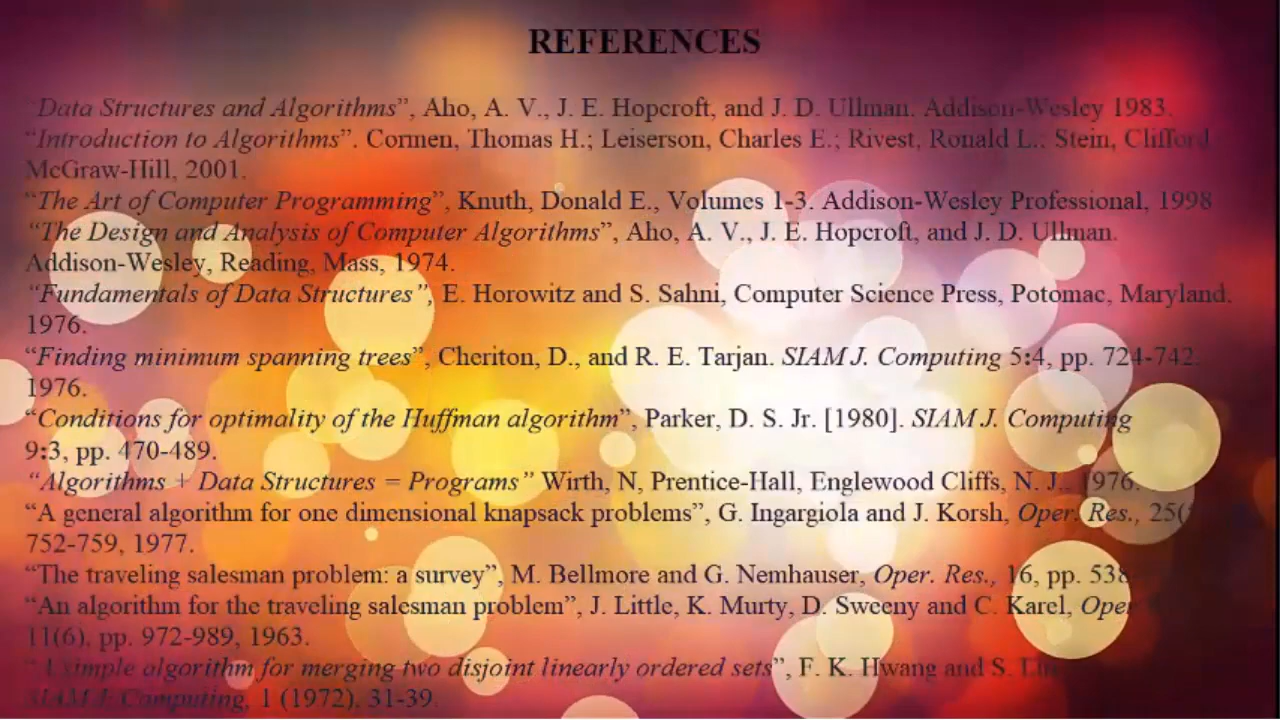 REFERENCES
"Data Structures and Algorithms", Aho, A. V., J. E. Hopcroft, and J. D. Ullman. Addison-Wesley 1983.
"Introduction to Algorithms". Cormen, Thomas H.; Leiserson, Charles E.; Rivest, Ronald L.; Stein, Clifford
McGraw-Hill, 2001.
"The Art of Computer Programming", Knuth, Donald E., Volumes 1-3. Addison-Wesley Professional, 1998
"The Design and Analysis of Computer Algorithms", Aho, A. V., J. E. Hopcroft, and J. D. Ullman.
Addison-Wesley, Reading, Mass, 1974.
"Fundamentals of Data Structures", E. Horowitz and S. Sahni, Computer Science Press, Potomac, Maryland.
1976.
"Finding minimum spanning trees", Cheriton, D., and R. E. Tarjan. SIAM J. Computing 5:4, pp. 724-742.
1976.
"Conditions for optimality of the Huffman algorithm", Parker, D. S. Jr. [1980]. SIAM J. Computing
9:3, pp. 470-489.
"Algorithms + Data Structures = Programs" Wirth, N, Prentice-Hall, Englewood Cliffs, N. J., 1976.
"A general algorithm for one dimensional knapsack problems", G. Ingargiola and J. Korsh, Oper. Res.,
752-759, 1977.
"The traveling salesman problem: a survey", M. Bellmore and G. Nemhauser, Oper. Res., 16, pp. 538
"An algorithm for the traveling salesman problem", J. Little, K. Murty, D. Sweeny and C. Karel, Oper
11(6), pp. 972-989, 1963.
"A simple algorithm for merging two disjoint linearly ordered sets", F. K. Hwang and S.
SIAM J. Computing, 1 (1972), 31-39.